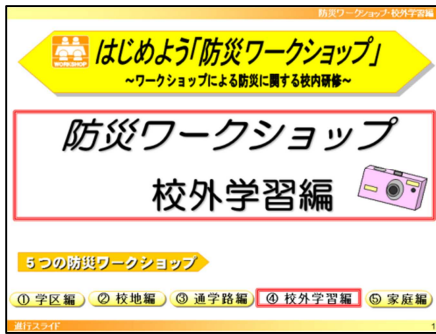 防災ワークショップ・校外学習編
WORKSHOP
はじめよう「防災ワークショップ」
～ワークショップによる防災に関する校内研修～
防災ワークショップ
校外学習編
5つの防災ワークショップ
① 学区編 ② 校地編 ③ 通学路編 ④ 校外学習編 ⑤ 家庭編
進行スライド 1